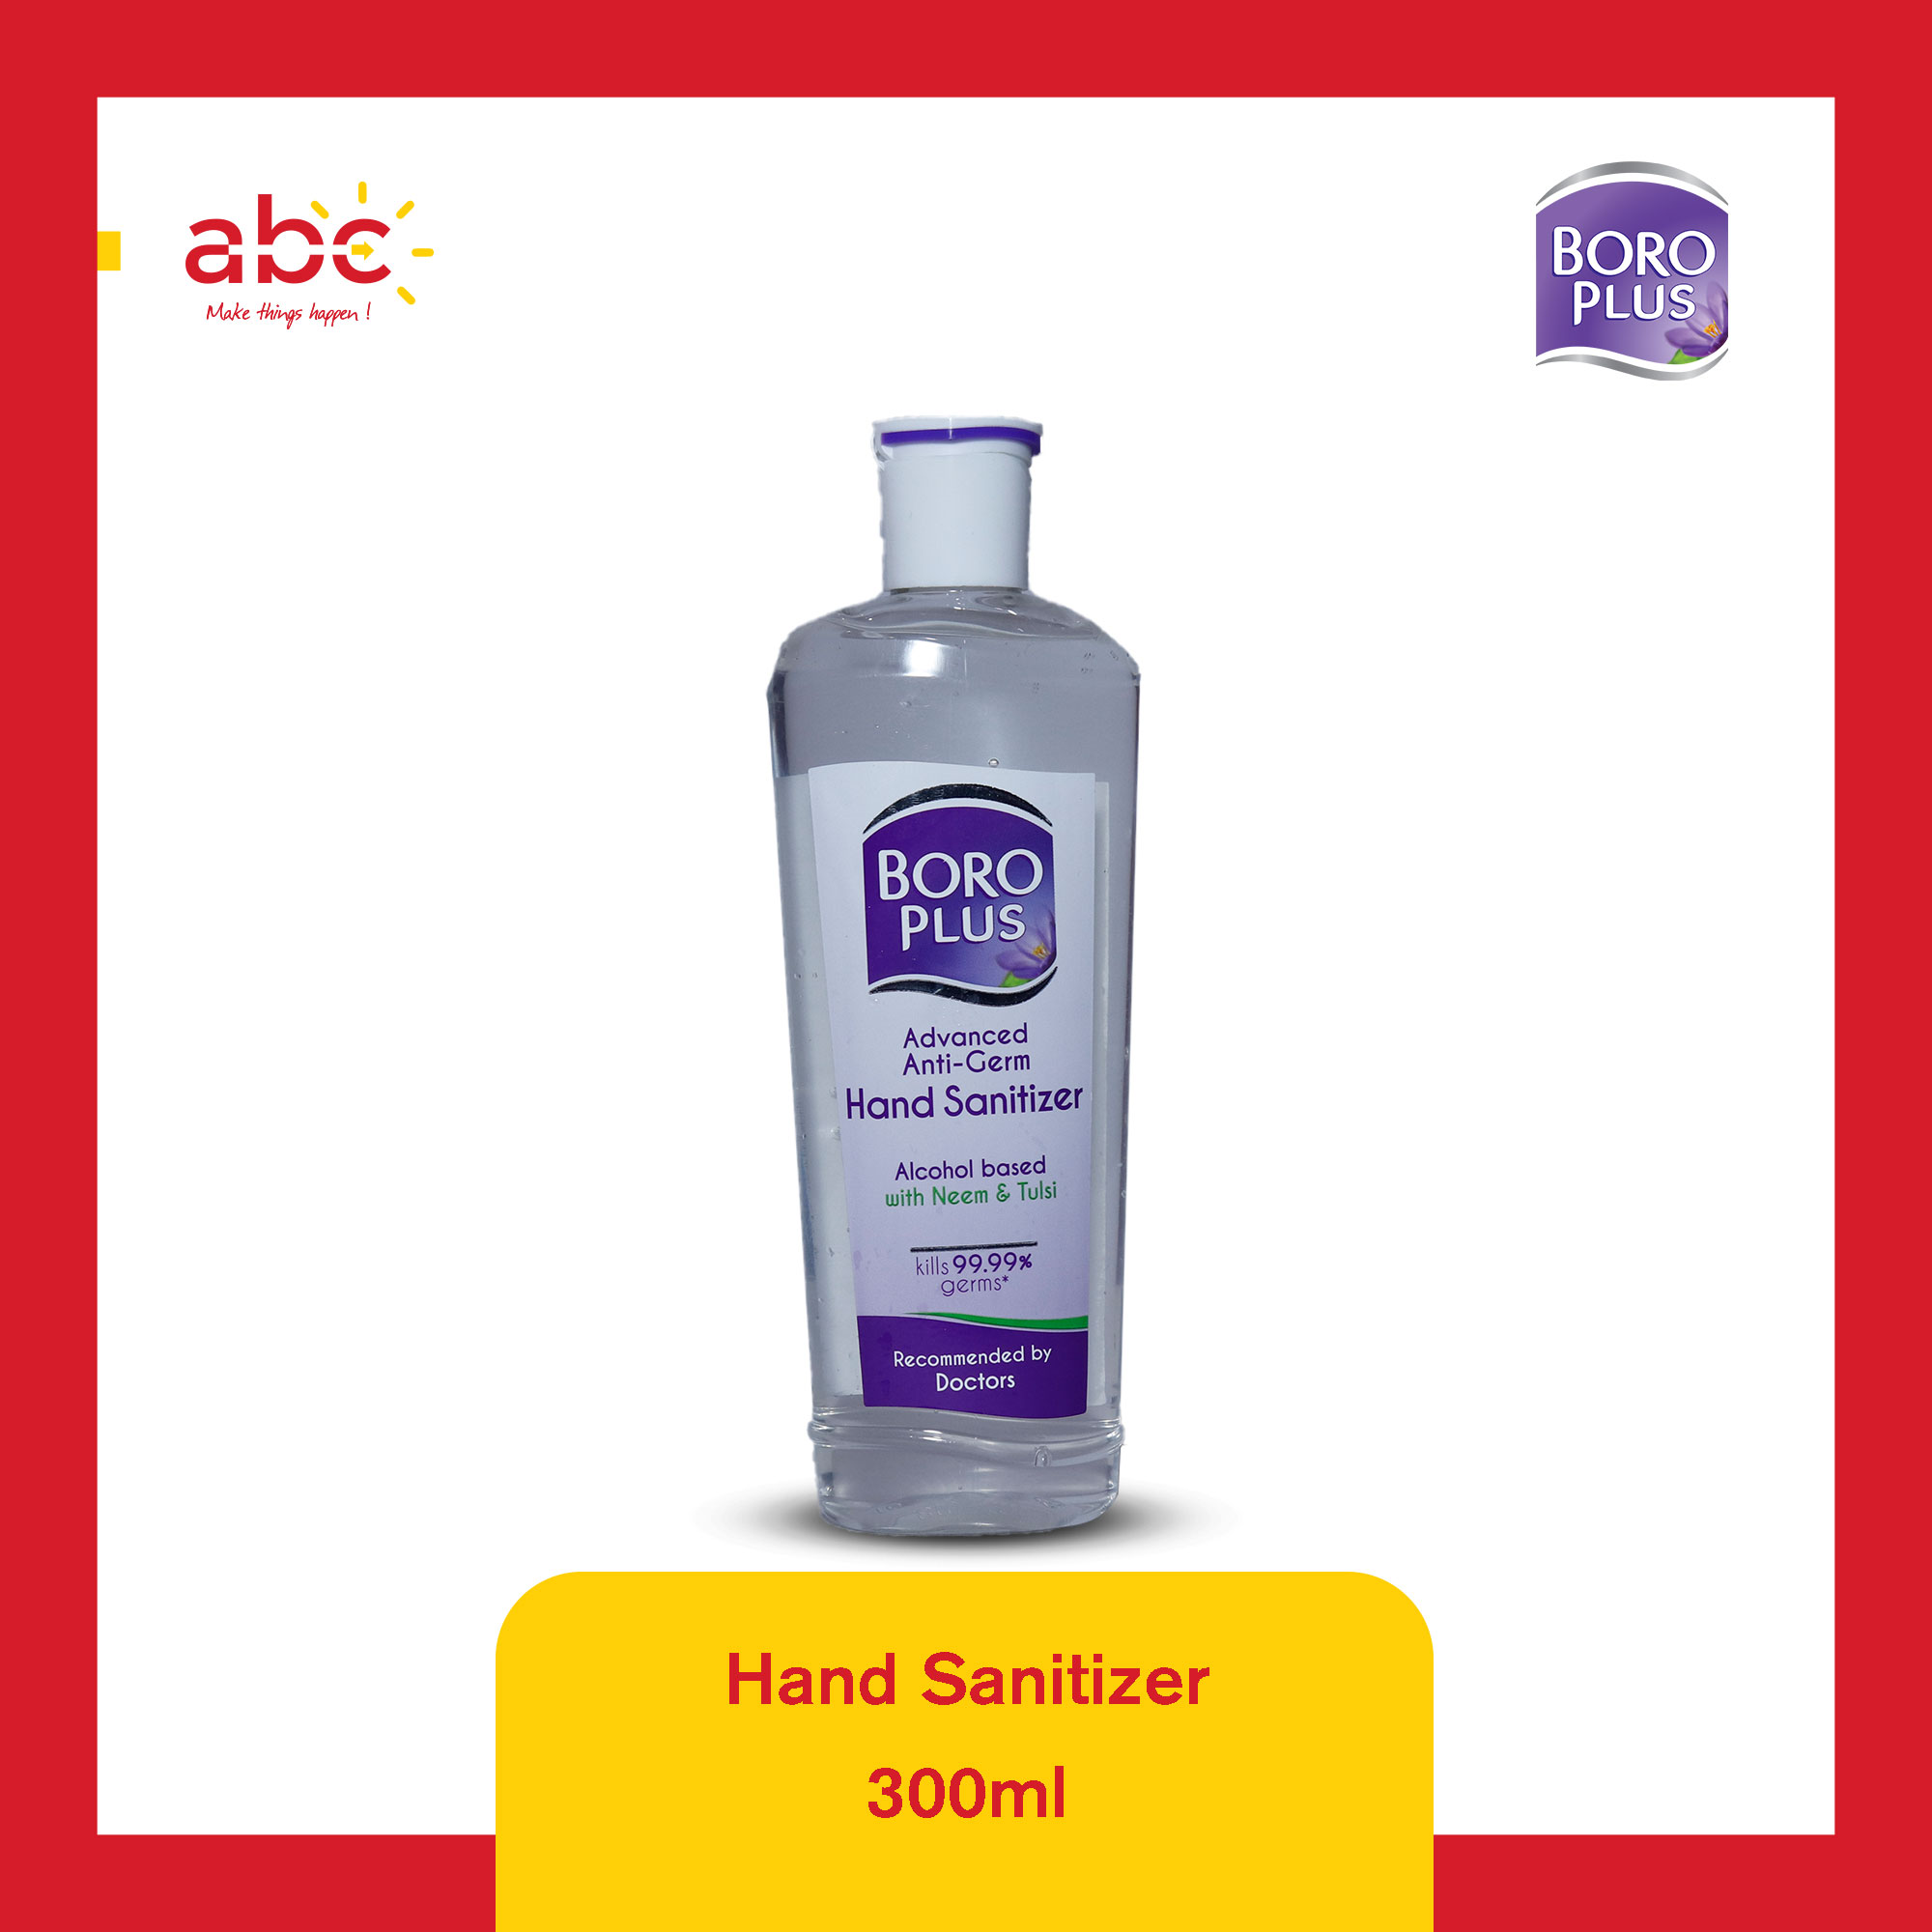 abc
Make things happen !
BORO
PLUS
BORO
PLUS
Advanced
Anti-Germ
Hand Sanitizer
Alcohol based
with Neem & Tulsi
kills 99.99%
germs*
Recommended by
Doctors
Hand Sanitizer
300ml